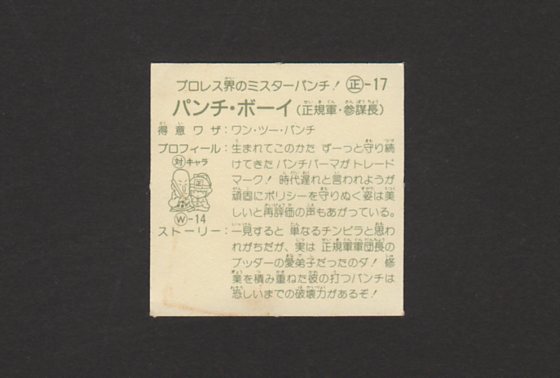 プロレス界のミスターパンチ! 正-17
パンチ・ボーイ(正規軍・参謀長)
得意ワザ:ワン・ツー・パンチ
プロフィール:生まれてこのかた ずーっと守り続
けてきたパンチパーマがトレード
マーク! 時代遅れと言われようが
頑固にポリシーを守りぬく姿は美
しいと再評価の声もあがっている。
対キャラ
W-14
ストーリー:一見すると 単なるチンピラと思わ
れがちだが、実は 正規軍軍団長の
ブッダーの愛弟子だったのダ! 修
業を積み重ねた彼の打つパンチは
恐しいまでの破壊力があるぞ!